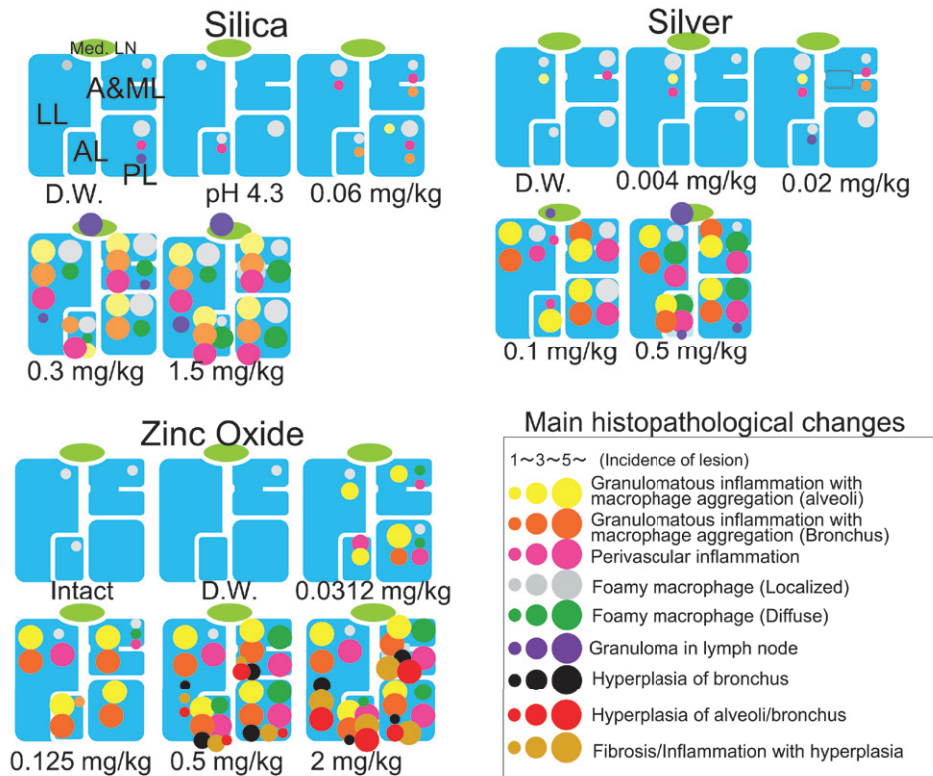 Silica
Silver
Med. LN
A&ML
LL
AL
PL
D.W.
pH 4.3
0.06 mg/kg
D.W.
0.004 mg/kg
0.02 mg/kg
0.3 mg/kg
1.5 mg/kg
0.1 mg/kg
0.5 mg/kg
Zinc Oxide
Intact
D.W.
0.0312 mg/kg
0.125 mg/kg
0.5 mg/kg
2 mg/kg
Main histopathological changes
1～3～5～ (Incidence of lesion)
Granulomatous inflammation with
macrophage aggregation (alveoli)
Granulomatous inflammation with
macrophage aggregation (Bronchus)
Perivascular inflammation
Foamy macrophage (Localized)
Foamy macrophage (Diffuse)
Granuloma in lymph node
Hyperplasia of bronchus
Hyperplasia of alveoli/bronchus
Fibrosis/Inflammation with hyperplasia